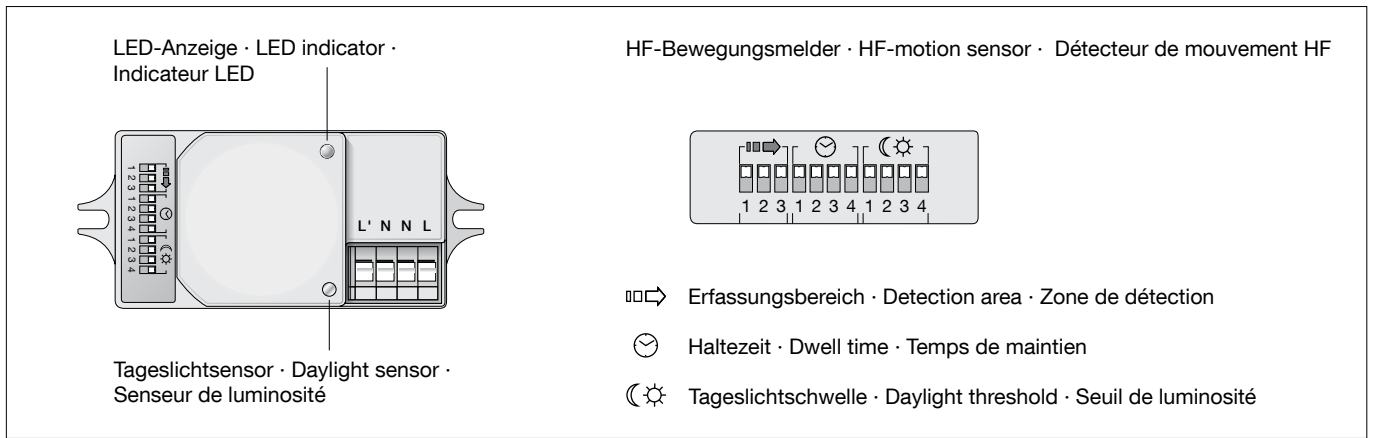 LED-Anzeige · LED indicator ·
Indicateur LED
HF-Bewegungsmelder · HF-motion sensor · Détecteur de mouvement HF
1
2
3
1
2
3
4
1
2
3
4
L' N N L
1 2 3 1 2 3 4 1 2 3 4
Erfassungsbereich · Detection area · Zone de détection
Haltezeit · Dwell time · Temps de maintien
Tageslichtschwelle · Daylight threshold · Seuil de luminosité
Tageslichtsensor · Daylight sensor ·
Senseur de luminosité